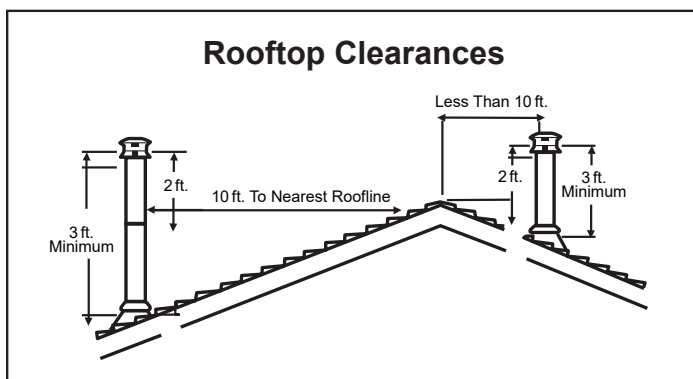 Rooftop Clearances
Less Than 10 ft.
2 ft.
10 ft. To Nearest Roofline
2 ft.
3 ft.
Minimum
3 ft.
Minimum